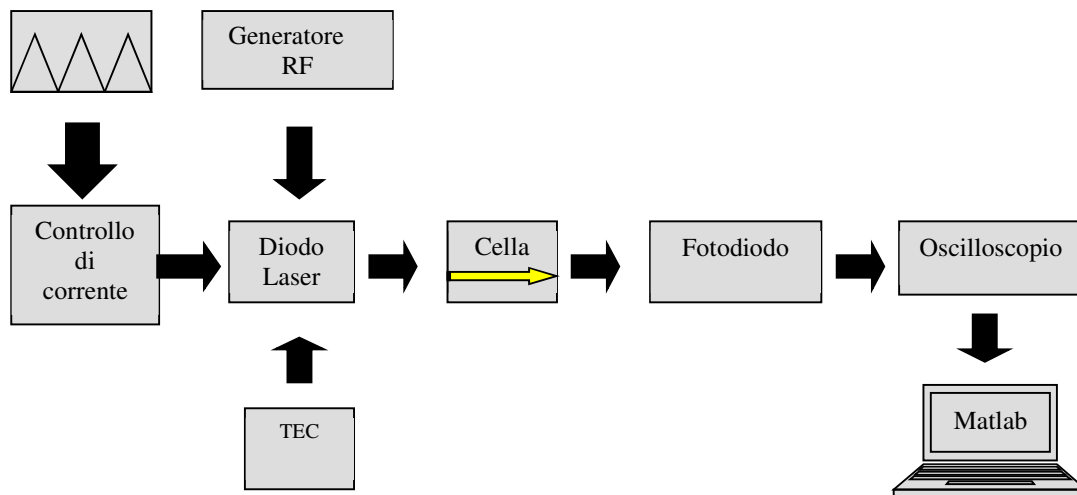 Generatore
RF
Controllo
di
corrente
Diodo
Laser
Cella
Fotodiodo
Oscilloscopio
TEC
Matlab